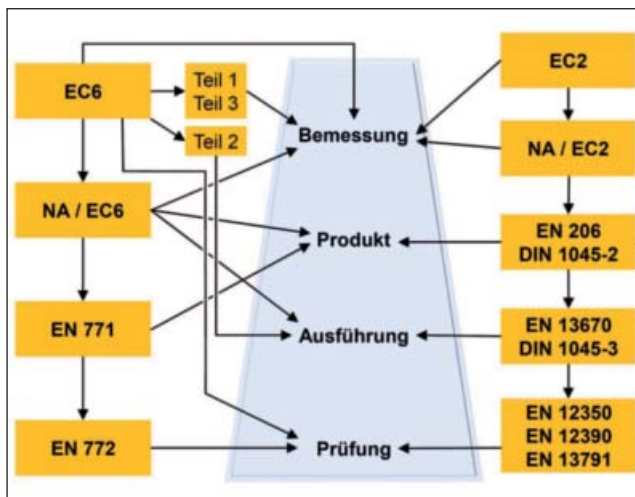 EC6
Teil 1
Teil 3
Teil 2
NA / EC6
EN 771
EN 772
Bemessung
Produkt
Ausführung
Prüfung
EC2
NA / EC2
EN 206
DIN 1045-2
EN 13670
DIN 1045-3
EN 12350
EN 12390
EN 13791